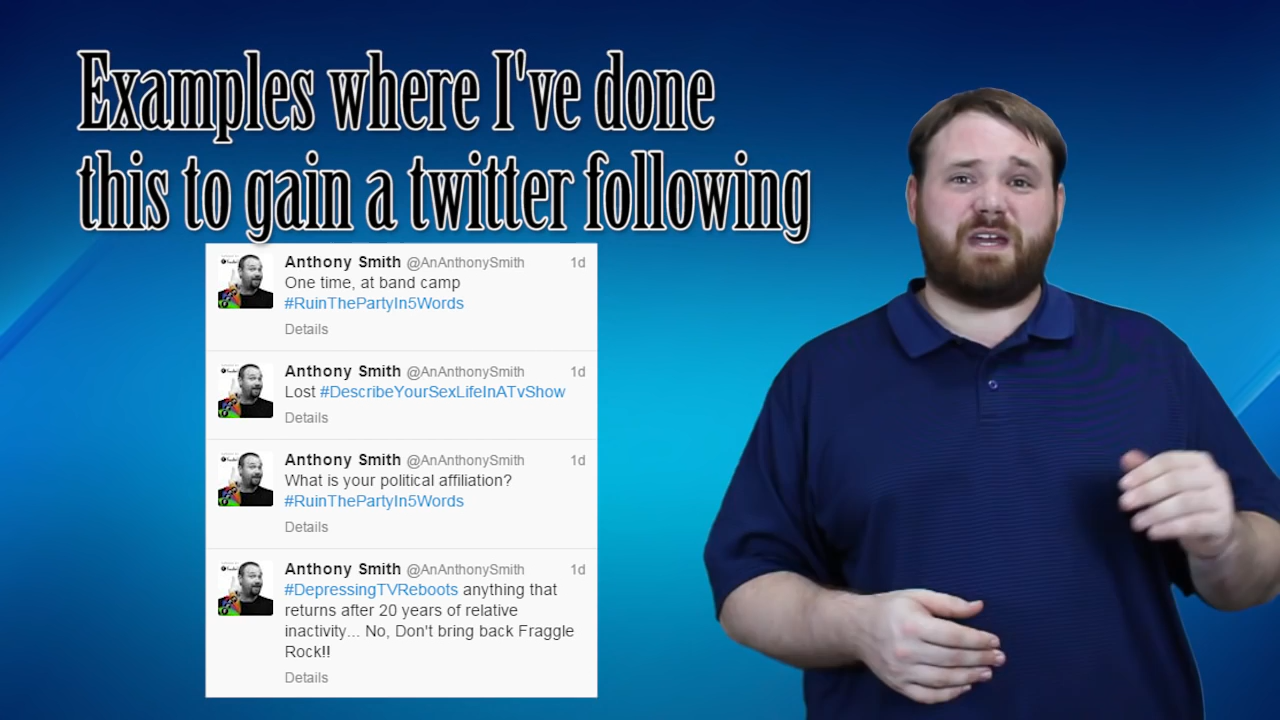 Examples where I've done
this to gain a twitter following
Anthony Smith @AnAnthonySmith 1d
One time, at band camp
#RuinThePartyIn5Words
Details
Anthony Smith @AnAnthonySmith 1d
Lost #DescribeYourSexLifeInATvShow
Details
Anthony Smith @AnAnthonySmith 1d
What is your political affiliation?
#RuinThePartyIn5Words
Details
Anthony Smith @AnAnthonySmith 1d
#DepressingTVReboots anything that
returns after 20 years of relative
inactivity... No, Don't bring back Fraggle
Rock!!
Details